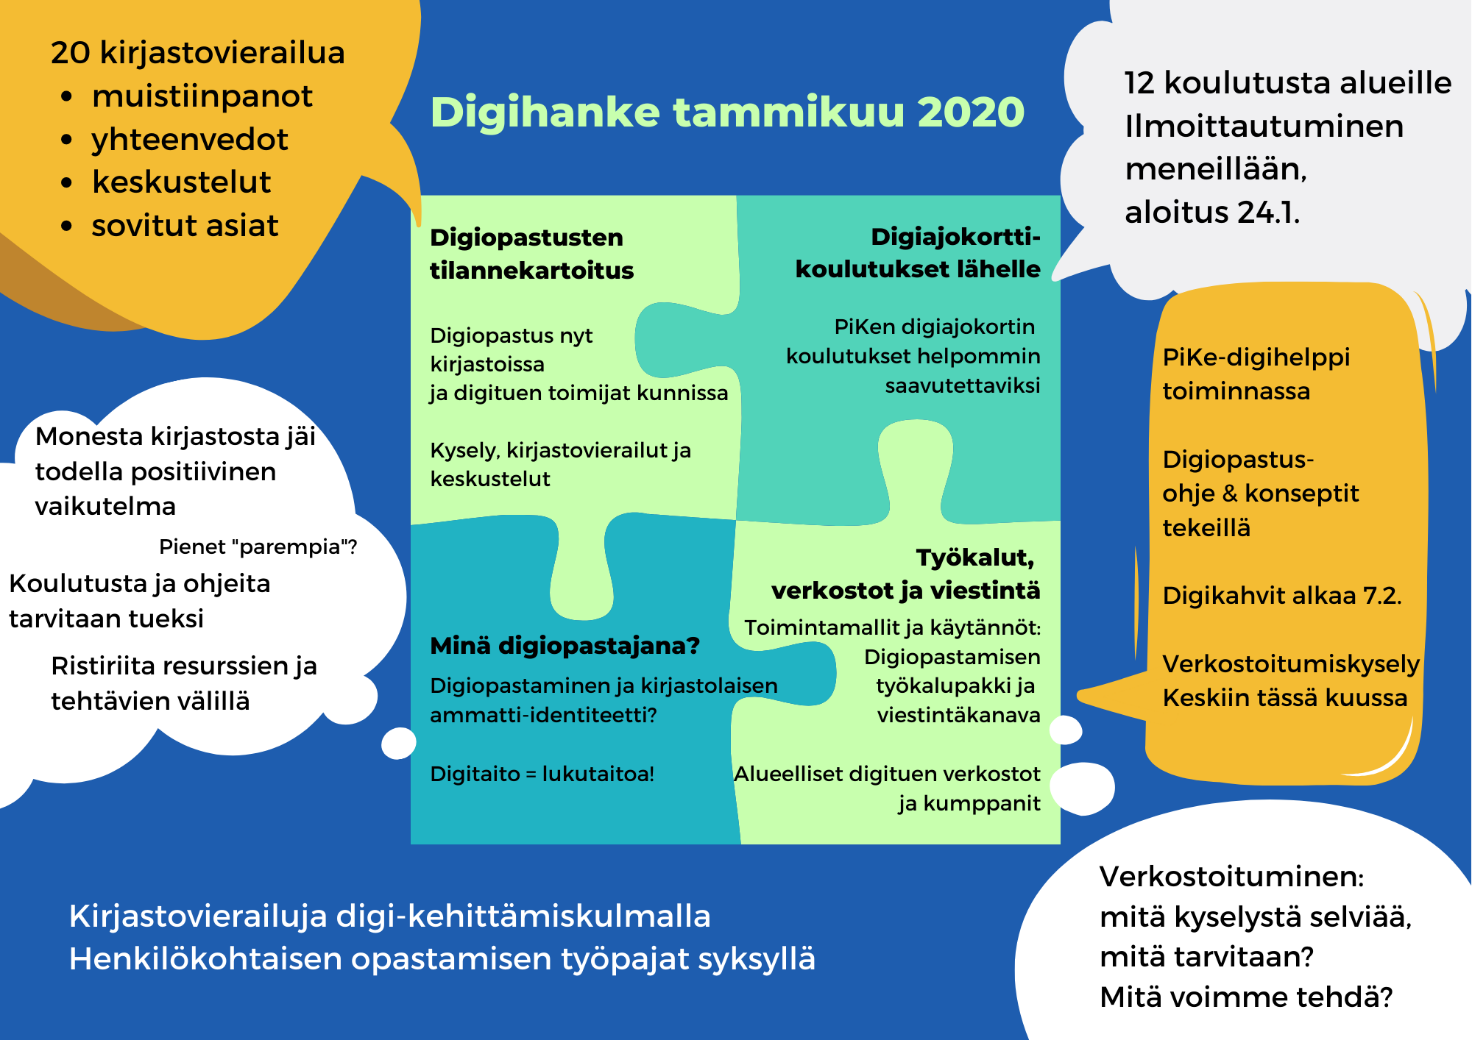 20 kirjastovierailua
• muistiinpanot
• yhteenvedot
• keskustelut
• sovitut asiat
Digihanke tammikuu 2020
12 koulutusta alueille
Ilmoittautuminen
meneillään,
aloitus 24.1.
Digiopastusten
tilannekartoitus
Digiopastus nyt
kirjastoissa
ja digituen toimijat kunnissa
Kysely, kirjastovierailut ja
keskustelut
Digiajokortti-
koulutukset lähelle
PiKen digiajokortin
koulutukset helpommin
saavutettaviksi
Monesta kirjastosta jäi
todella positiivinen
vaikutelma
Pienet "parempia"?
Koulutusta ja ohjeita
tarvitaan tueksi
Ristiriita resurssien ja
tehtävien välillä
Minä digiopastajana?
Digiopastaminen ja kirjastolaisen
ammatti-identiteetti?
Digitaito = lukutaitoa!
Työkalut,
verkostot ja viestintä
Toimintamallit ja käytännöt:
Digiopastamisen
työkalupakki ja
viestintäkanava
Alueelliset digituen verkostot
ja kumppanit
PiKe-digihelppi
toiminnassa
Digiopastus-
ohje & konseptit
tekeillä
Digikahvit alkaa 7.2.
Verkostoitumiskysely
Keskiin tässä kuussa
Kirjastovierailuja digi-kehittämiskulmalla
Henkilökohtaisen opastamisen työpajat syksyllä
Verkostoituminen:
mitä kyselystä selviää,
mitä tarvitaan?
Mitä voimme tehdä?